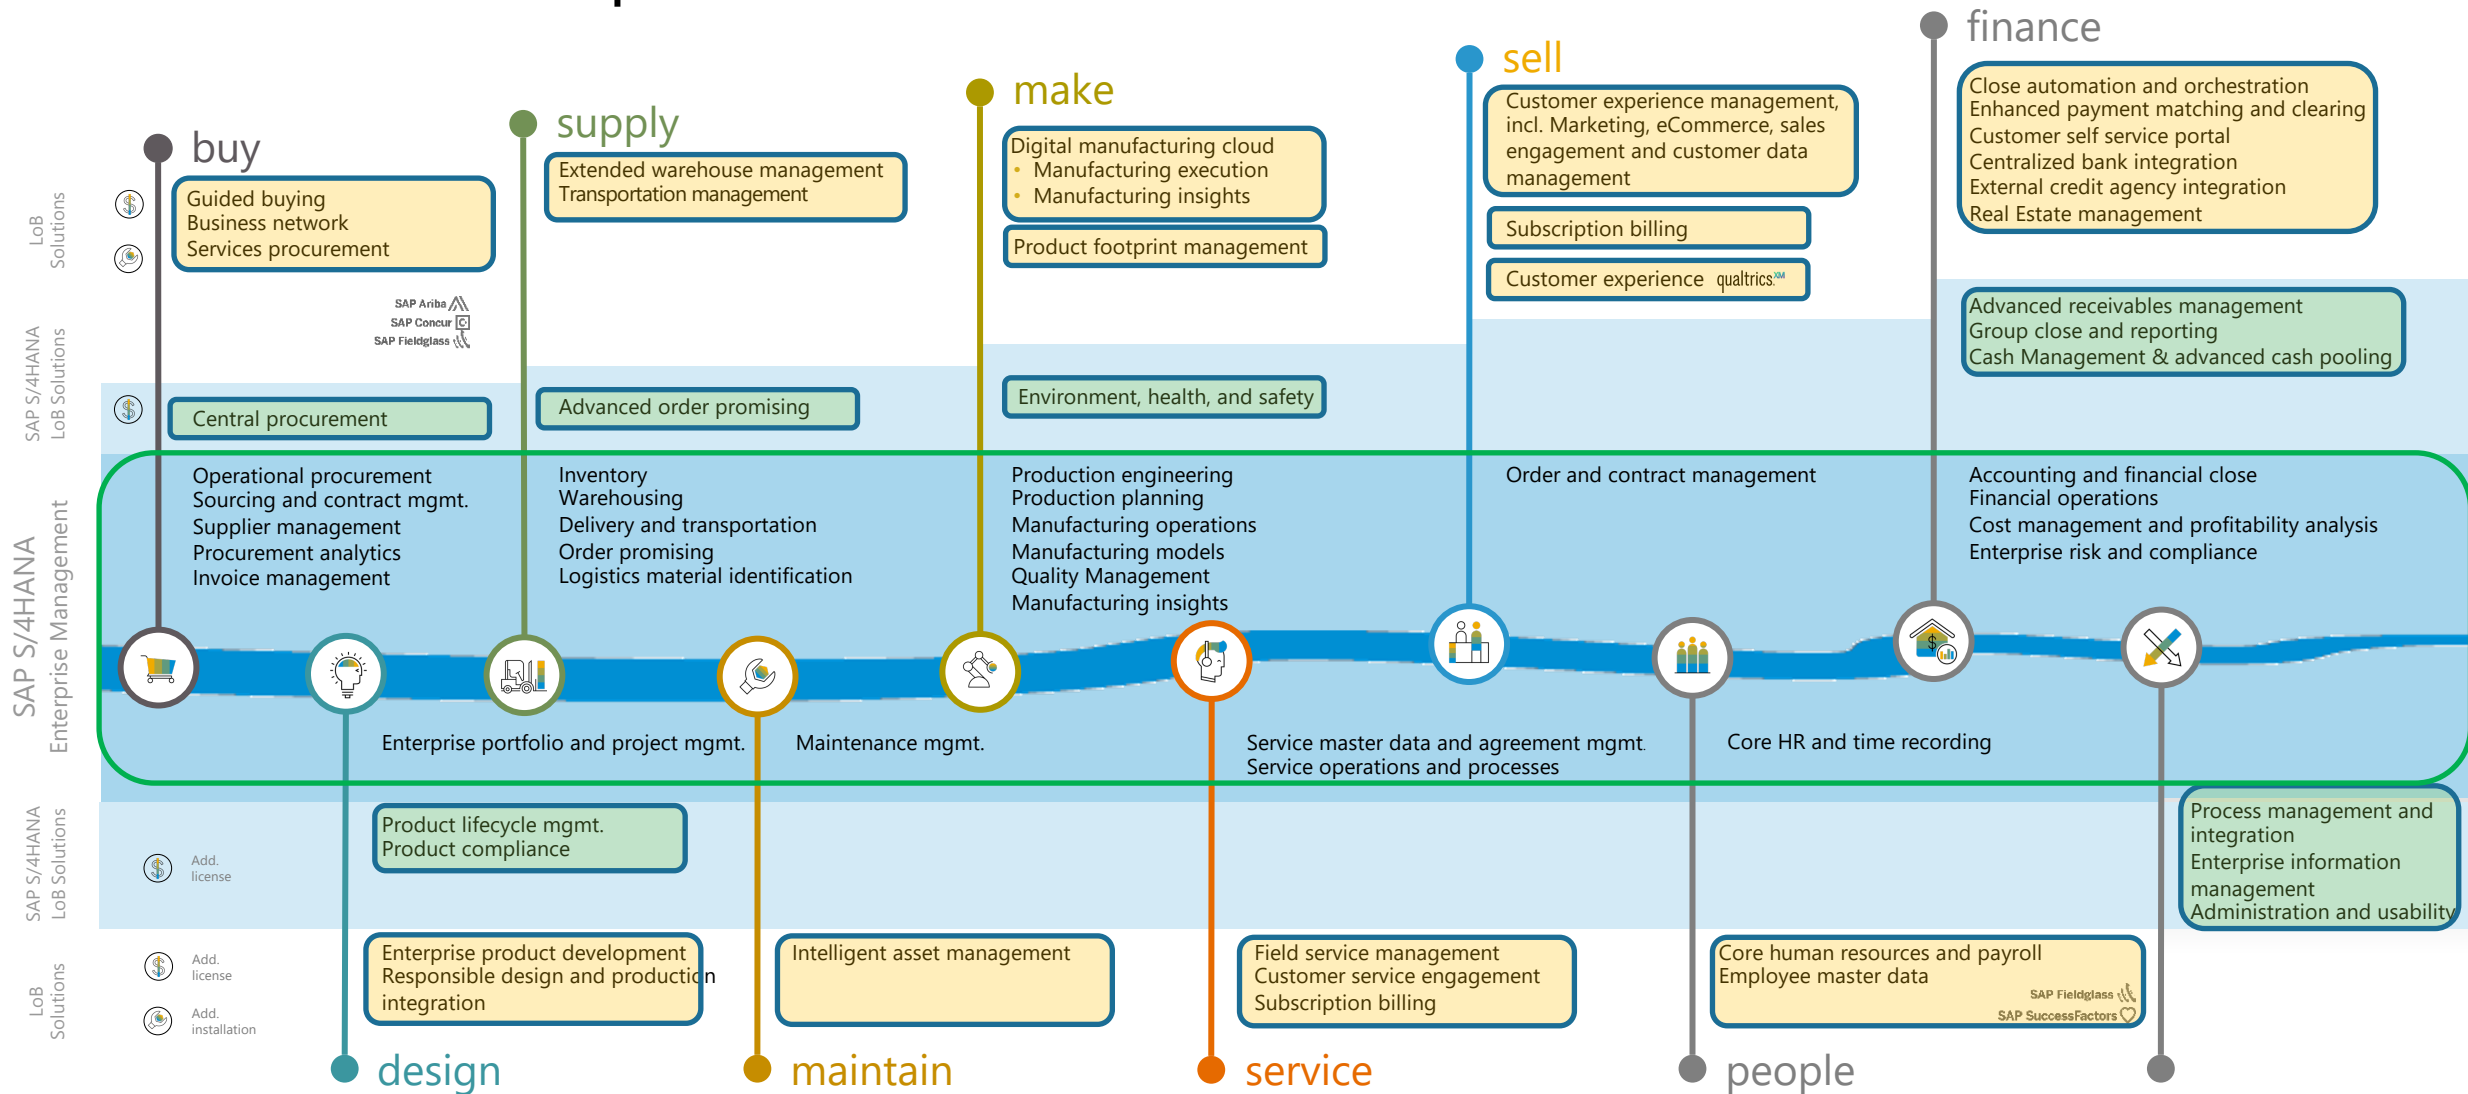 finance
sell
make
supply
buy
LoB
Solutions
Guided buying
Business network
Services procurement
SAP Ariba
SAP Concur
SAP Fieldglass
Extended warehouse management
Transportation management
Digital manufacturing cloud
• Manufacturing execution
• Manufacturing insights
Product footprint management
Customer experience management,
incl. Marketing, eCommerce, sales
engagement and customer data
management
Subscription billing
Customer experience qualtrics.XM
Close automation and orchestration
Enhanced payment matching and clearing
Customer self service portal
Centralized bank integration
External credit agency integration
Real Estate management
SAP S/4HANA
LoB Solutions
Central procurement
Advanced order promising
Environment, health, and safety
Advanced receivables management
Group close and reporting
Cash Management & advanced cash pooling
SAP S/4HANA
Enterprise Management
Operational procurement
Sourcing and contract mgmt.
Supplier management
Procurement analytics
Invoice management
Inventory
Warehousing
Delivery and transportation
Order promising
Logistics material identification
Production engineering
Production planning
Manufacturing operations
Manufacturing models
Quality Management
Manufacturing insights
Order and contract management
Accounting and financial close
Financial operations
Cost management and profitability analysis
Enterprise risk and compliance
Enterprise portfolio and project mgmt.
Maintenance mgmt.
Service master data and agreement mgmt.
Service operations and processes
Core HR and time recording
SAP S/4HANA
LoB Solutions
Add.
license
Product lifecycle mgmt.
Product compliance
Process management and
integration
Enterprise information
management
Administration and usability
LoB
Solutions
Add.
license
Add.
installation
Enterprise product development
Responsible design and production
integration
Intelligent asset management
Field service management
Customer service engagement
Subscription billing
Core human resources and payroll
Employee master data
SAP Fieldglass
SAP SuccessFactors
design
maintain
service
people